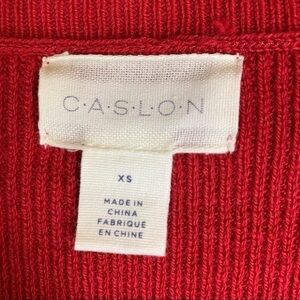 C·A·S·L·O·N
XS
MADE IN
CHINA
FABRIQUÉ
EN CHINE